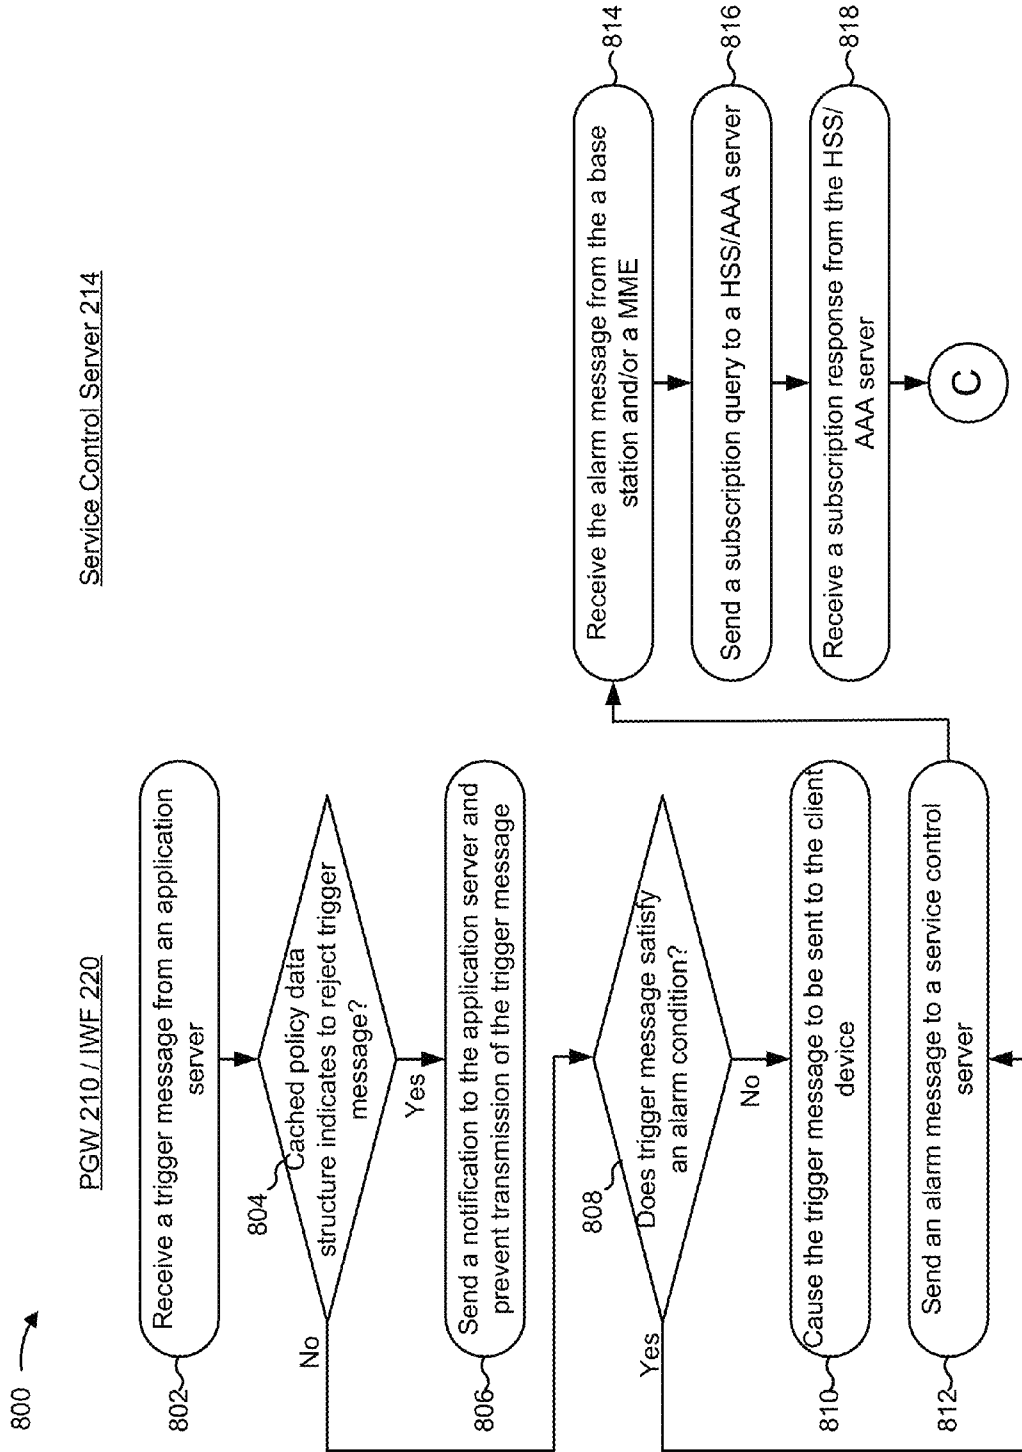 800
PGW 210 / IWF 220
802
Receive a trigger message from an application
server
804
Cached policy data
structure indicates to reject trigger
message?
No
Yes
806
Send a notification to the application server and
prevent transmission of the trigger message
808
Does trigger message satisfy
an alarm condition?
Yes
No
810
Cause the trigger message to be sent to the client
device
812
Send an alarm message to a service control
server
Service Control Server 214
Receive the alarm message from the a base
station and/or a MME
814
Send a subscription query to a HSS/AAA server
816
Receive a subscription response from the HSS/
AAA server
818
C